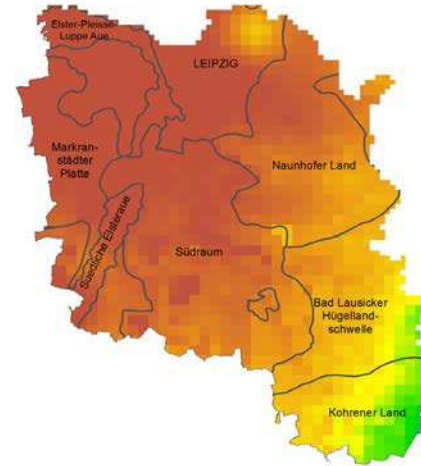 Elster-Pleisse-
Luppe Aue
LEIPZIG
Markran-
städter
Platte
Naunhofer Land
Suedliche Elsteraue
Südraum
Bad Lausicker
Hügelland-
schwelle
Kohrener Land